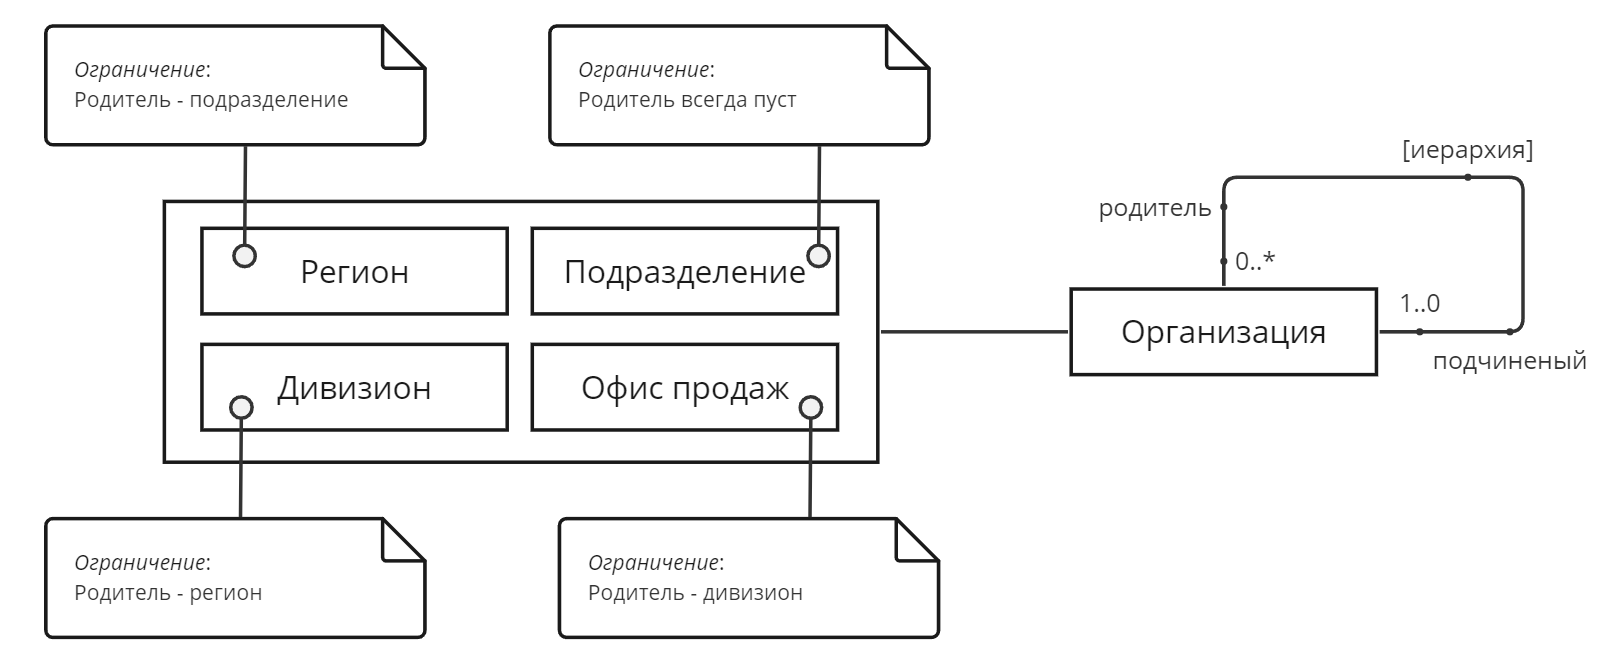 Ограничение:
Родитель - подразделение
Ограничение:
Родитель всегда пуст
[иерархия]
родитель
0..*
Регион
Подразделение
1..0
Организация
подчиненый
Дивизион
Офис продаж
Ограничение:
Родитель - регион
Ограничение:
Родитель - дивизион